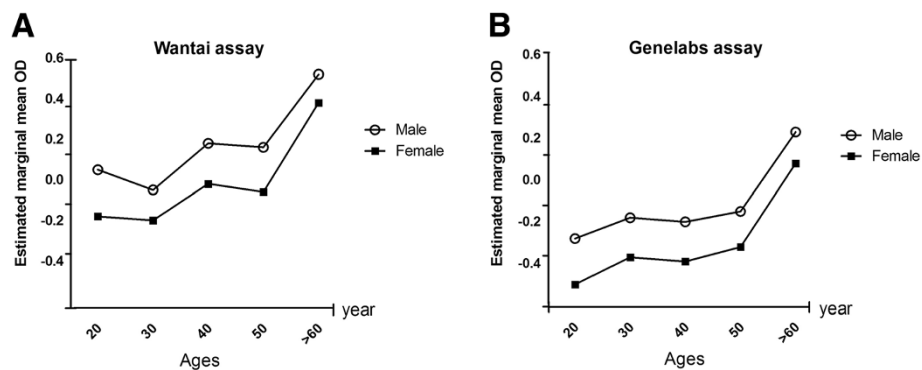 A
Wantai assay
Estimated marginal mean OD
0.6
0.4
0.2
0.0
-0.2
-0.4
20
30
40
50
>60
year
Ages
Male
Female
B
Genelabs assay
Estimated marginal mean OD
0.6
0.4
0.2
0.0
-0.2
-0.4
20
30
40
50
>60
year
Ages
Male
Female